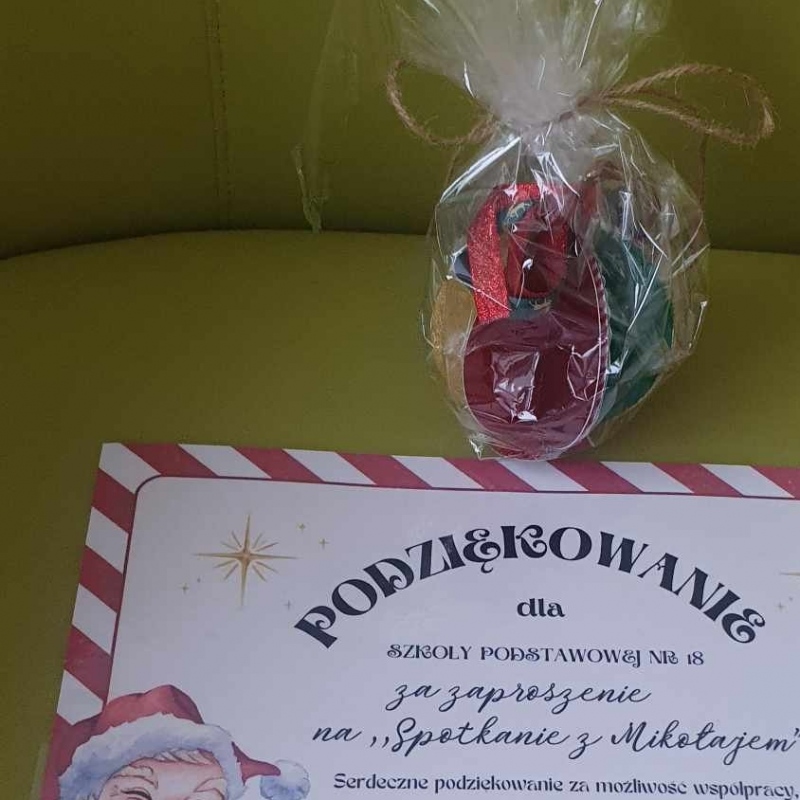 PODZIĘKOWANIE
dla
SZKOŁY PODSTAWOWEJ NR 18
za zaproszenie
na ,,Spotkanie z Mikołajem"
Serdeczne podziękowanie za możliwość współpracy,